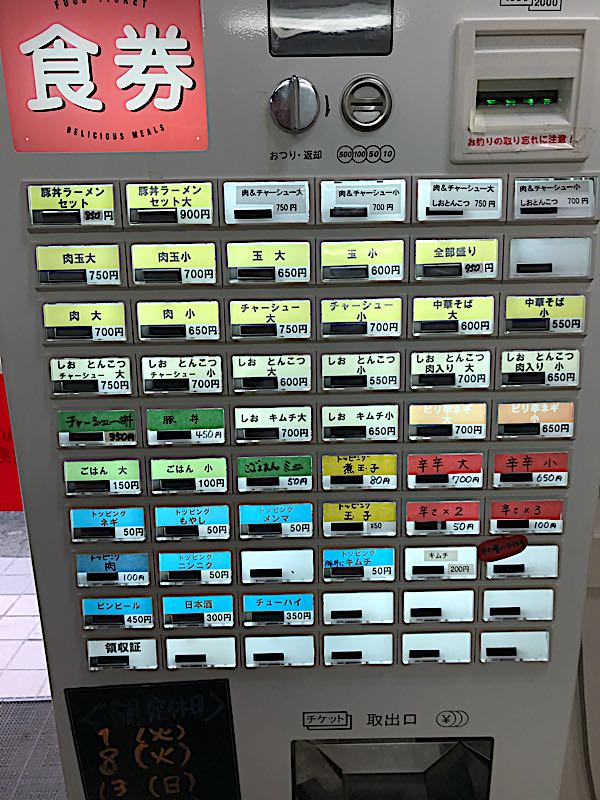 FOOD TICKET
食券
DELICIOUS MEALS
2000
おつり・返却
500 100 50 10
お釣りの取り忘れに注意!
豚丼ラーメン
セット
850円
豚丼ラーメン
セット大
900円
肉&チャーシュー大
750円
肉&チャーシュー小
700円
肉&チャーシュー大
しおとんこつ 750円
肉&チャーシュー小
しおとんこつ 700円
肉玉大
750円
肉玉小
700円
玉 大
650円
玉 小
600円
全部盛り
950円
肉 大
700円
肉 小
650円
チャーシュー
大
750円
チャーシュー
小
700円
中華そば
大
600円
中華そば
小
550円
しお とんこつ
チャーシュー 大
750円
しお とんこつ
チャーシュー 小
700円
しお とんこつ
大
600円
しお とんこつ
小
550円
しお とんこつ
肉入り 大
700円
しお とんこつ
肉入り 小
650円
チャーシュー丼
350円
豚丼
450円
しお キムチ大
700円
しお キムチ小
650円
ピリ辛ネギ
大
700円
ピリ辛ネギ
小
650円
ごはん 大
150円
ごはん 小
100円
ごはん ミニ
50円
トッピング
煮玉子
80円
辛辛 大
700円
辛辛 小
650円
トッピング
ネギ
50円
トッピング
もやし
50円
トッピング
メンマ
50円
トッピング
玉子
¥50
辛さ×2
50円
辛さ×3
100円
トッピング
肉
100円
トッピング
ニンニク
50円
トッピング
キムチ
50円
キムチ
200円
ビンビール
450円
日本酒
300円
チューハイ
350円
領収証
チケット 取出口 ¥
定休日
(火)
8 (火)
13 (日)